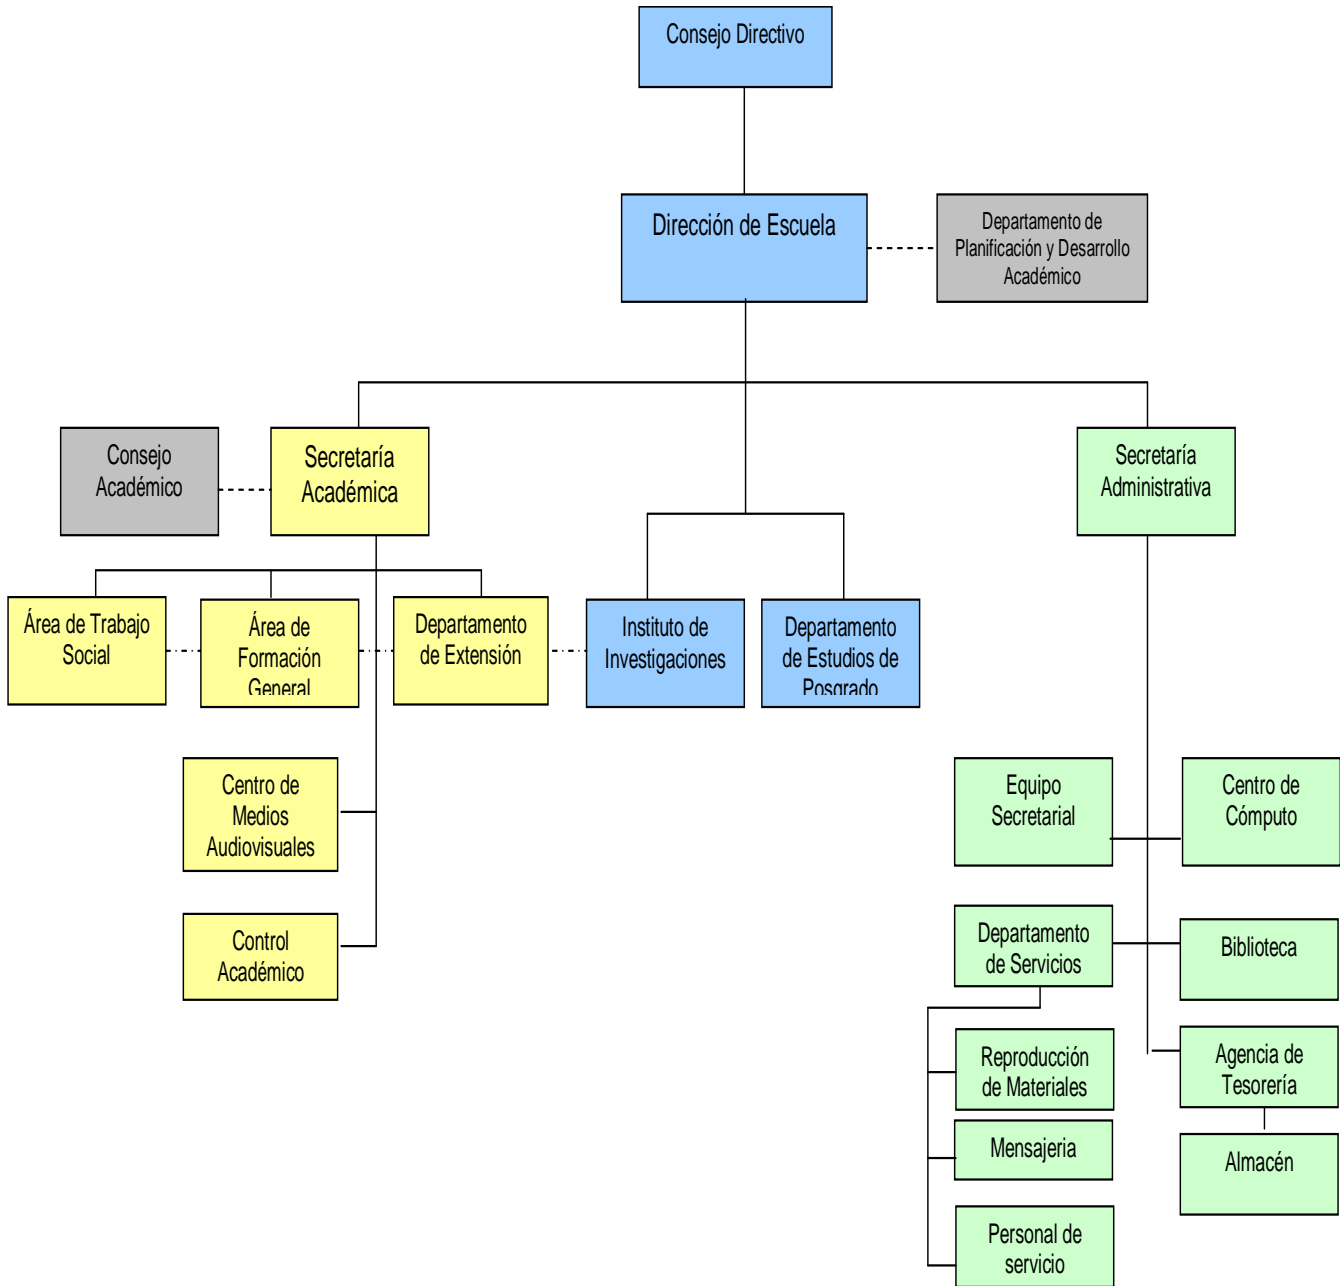 Consejo Directivo
Dirección de Escuela
Departamento de
Planificación y Desarrollo
Académico
Consejo
Académico
Secretaría
Académica
Secretaría
Administrativa
Área de Trabajo
Social
Área de
Formación
General
Departamento
de Extensión
Instituto de
Investigaciones
Departamento
de Estudios de
Posgrado
Centro de
Medios
Audiovisuales
Equipo
Secretarial
Centro de
Cómputo
Control
Académico
Departamento
de Servicios
Biblioteca
Reproducción
de Materiales
Agencia de
Tesorería
Mensajeria
Almacén
Personal de
servicio